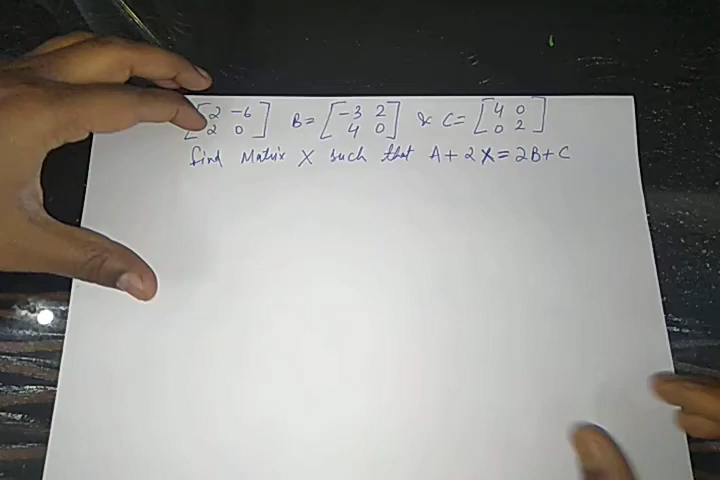 [2 -6] B= [-3 2] & C= [4 0]
[2 0] [4 0] [0 2]
find Matrix X such that A+2X=2B+C